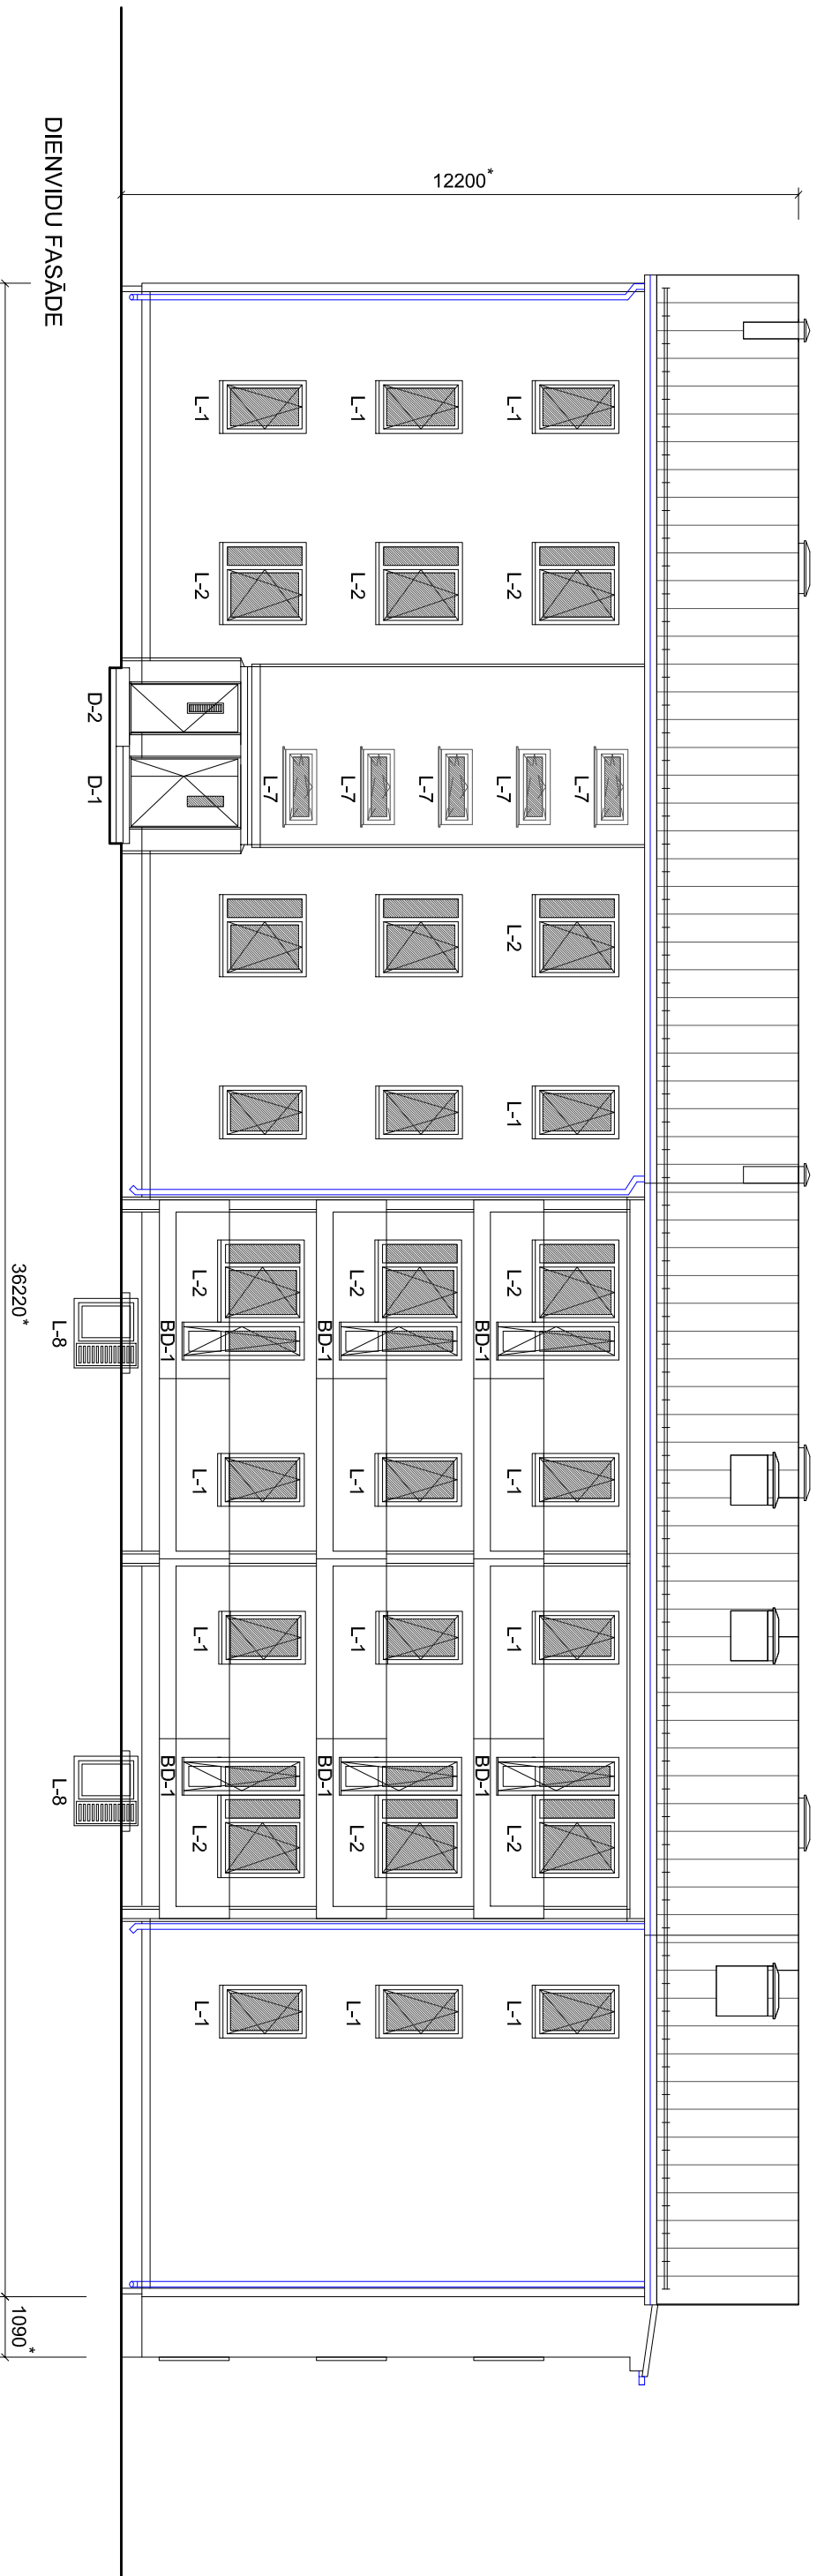 12200*
L-7
L-1 L-2 L-7 L-2 L-1 L-2 L-1 L-1 L-2 L-1
BD-1 BD-1
L-7
L-1 L-2 L-7 L-2 L-1 L-1 L-2 L-1
BD-1 BD-1
L-7
L-1 L-2 L-2 L-1 L-1 L-2 L-1
BD-1 BD-1
D-2 D-1
L-8 L-8
DIENVIDU FASĀDE
36220* 1090*